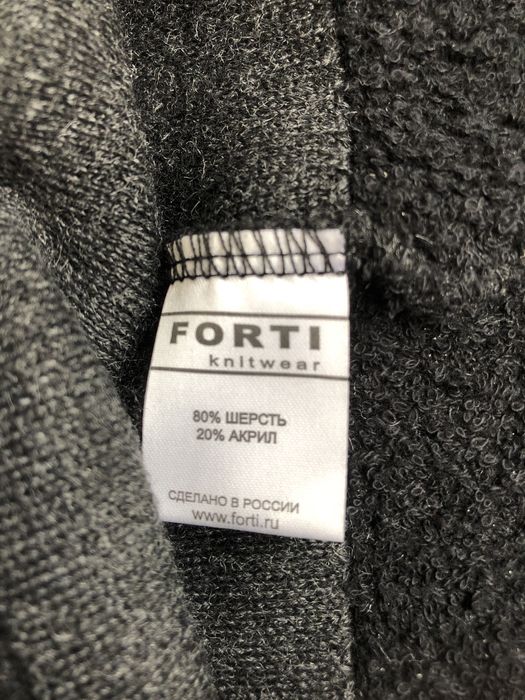 FORTI
knitwear
80% ШЕРСТЬ
20% АКРИЛ
СДЕЛАНО В РОССИИ
www.forti.ru